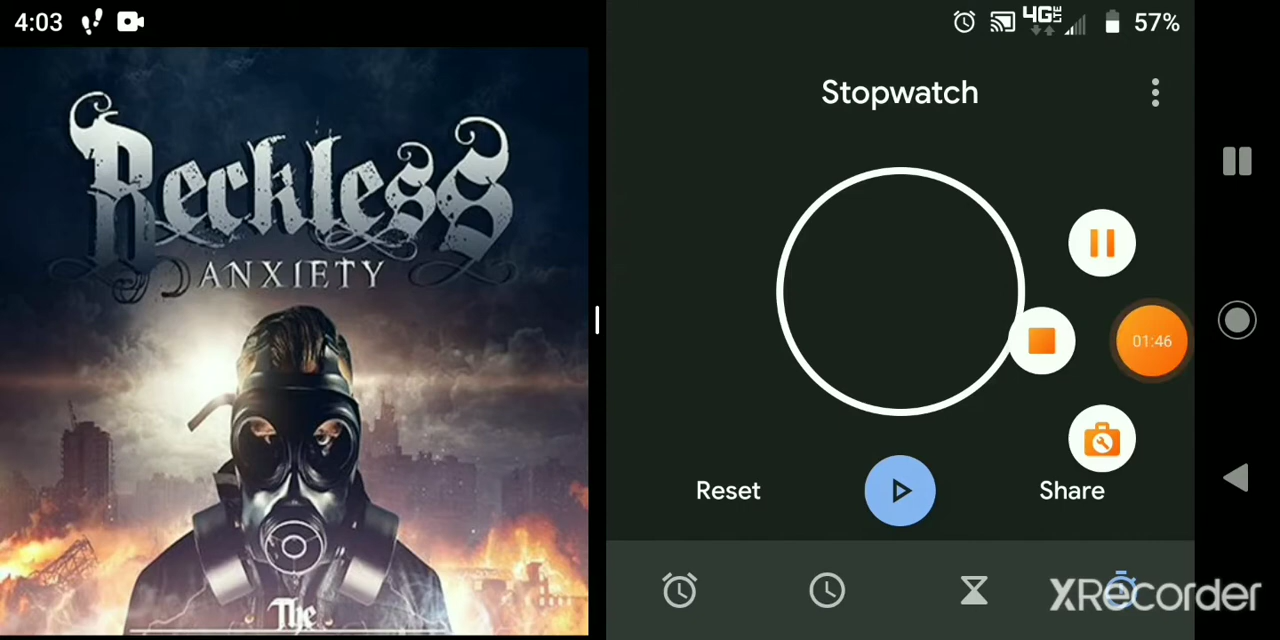 4:03
4G LTE
57%
Reckless
ANXIETY
The
Stopwatch
01:46
Reset
Share
XRecorder